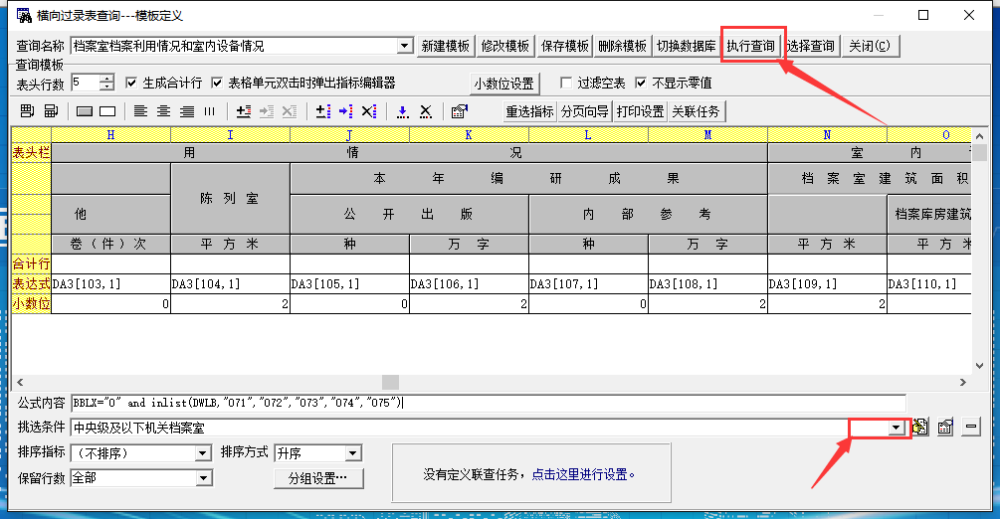 横向过录表查询---模板定义
查询名称 档案室档案利用情况和室内设备情况 新建模板 修改模板 保存模板 删除模板 切换数据库 执行查询 选择查询 关闭(C)
查询模板
表头行数 5 生成合计行 表格单元双击时弹出指标编辑器 小数位设置 过滤空表 不显示零值
重选指标 分页向导 打印设置 关联任务
H I J K L M N O
表头栏 用 情 况 室 内
陈 列 室 本 年 编 研 成 果 档 案 室 建 筑 面 积
他 公 开 出 版 内 部 参 考 档案库房建筑
卷（件）次 平 方 米 种 万 字 种 万 字 平 方 米 平 方 米
合计行
表达式 DA3[103,1] DA3[104,1] DA3[105,1] DA3[106,1] DA3[107,1] DA3[108,1] DA3[109,1] DA3[110,1]
小数位 0 2 0 2 0 2 2
公式内容 BBLX="0" and inlist(DWLB,"071","072","073","074","075")
挑选条件 中央级及以下机关档案室
排序指标 （不排序） 排序方式 升序
保留行数 全部 分组设置…
没有定义联查任务，点击这里进行设置。